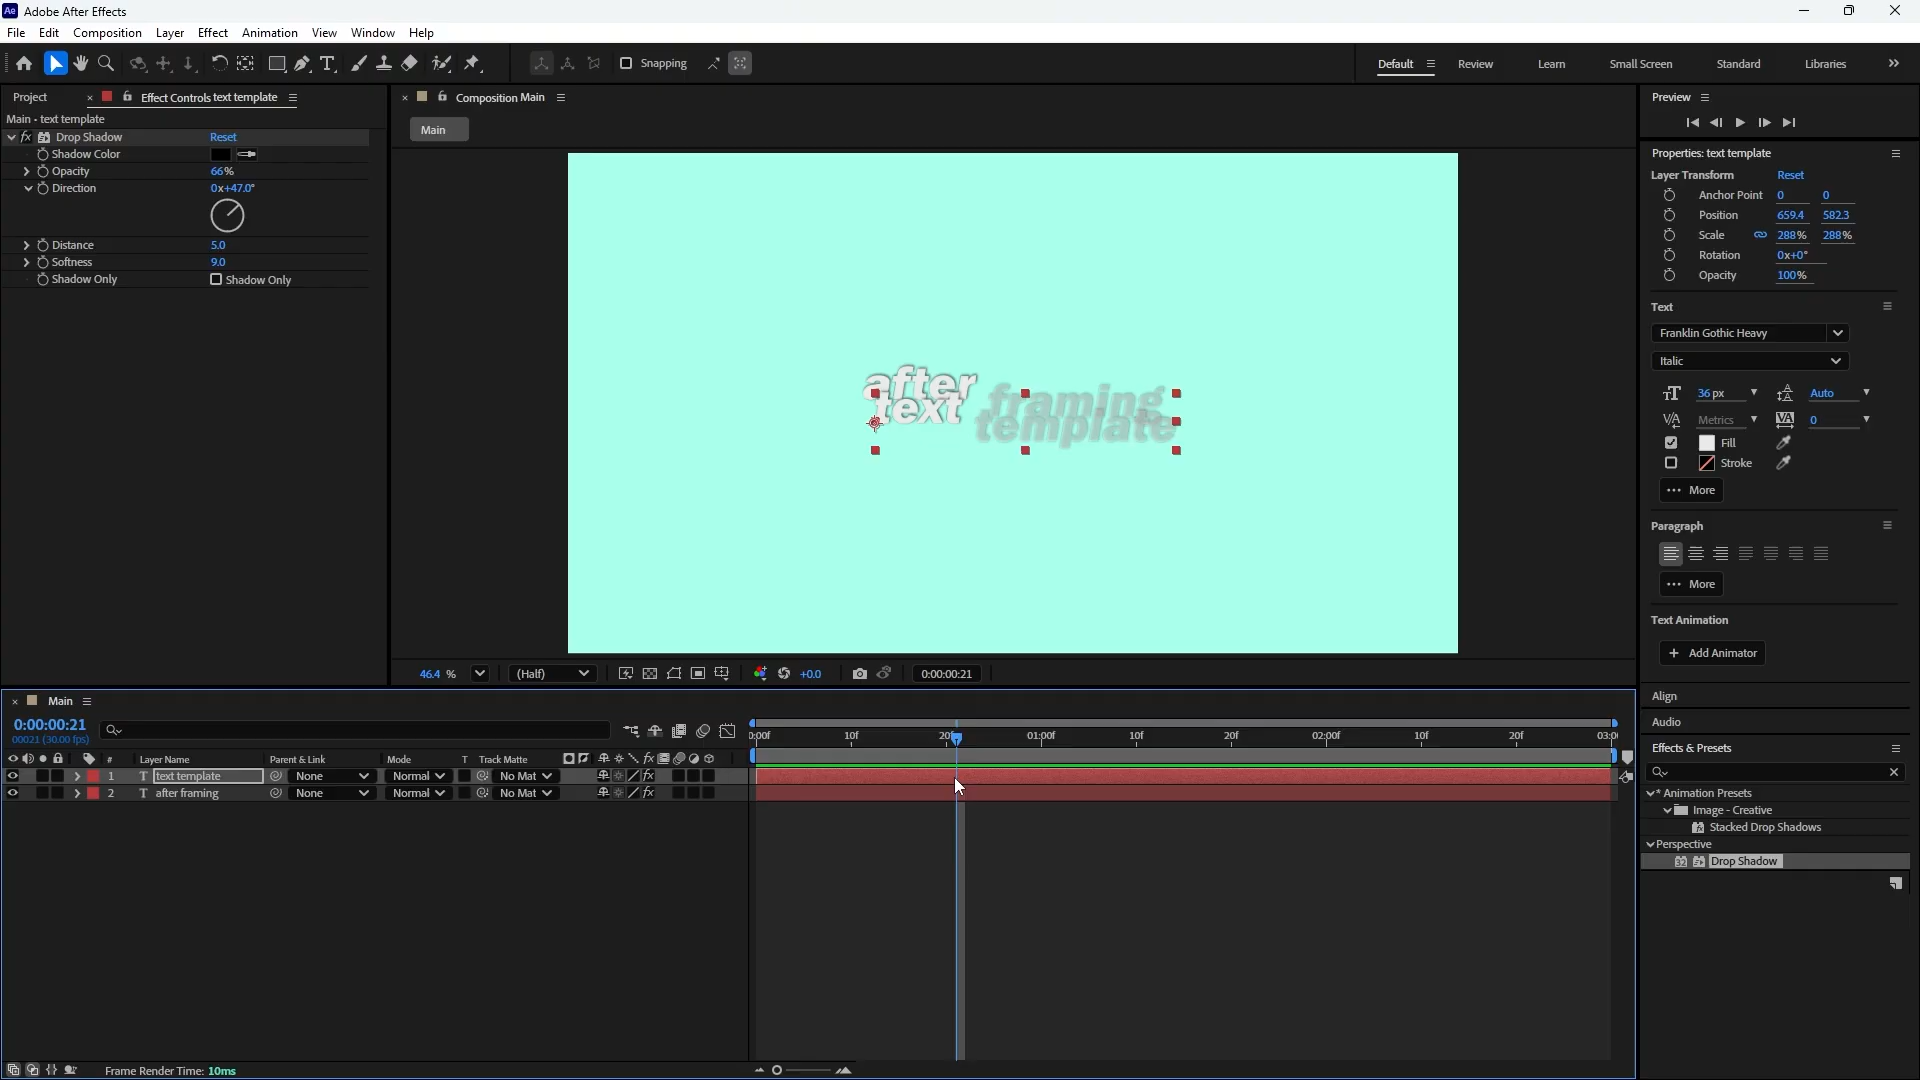 Ae Adobe After Effects
File Edit Composition Layer Effect Animation View Window Help
Snapping
Default Review Learn Small Screen Standard Libraries
Project
Effect Controls text template
Main - text template
fx Drop Shadow Reset
Shadow Color
Opacity 66%
Direction 0x+47.0°
Distance 5.0
Softness 9.0
Shadow Only Shadow Only
Composition Main
Main
after
text
framing
template
46.4 % (Half) +0.0 0:00:00:21
Preview
Properties: text template
Layer Transform Reset
Anchor Point 0 0
Position 659.4 582.3
Scale 288% 288%
Rotation 0x+0°
Opacity 100%
Text
Franklin Gothic Heavy
Italic
36 px Auto
Metrics 0
Fill
Stroke
More
Paragraph
More
Text Animation
+ Add Animator
Align
Audio
Effects & Presets
* Animation Presets
Image - Creative
Stacked Drop Shadows
Perspective
32 Drop Shadow
Main
0:00:00:21
00021 (30.00 fps)
0:00f 10f 20f 01:00f 10f 20f 02:00f 10f 20f 03:0
# Layer Name Parent & Link Mode T Track Matte fx
1 T text template None Normal No Mat fx
2 T after framing None Normal No Mat fx
Frame Render Time: 10ms